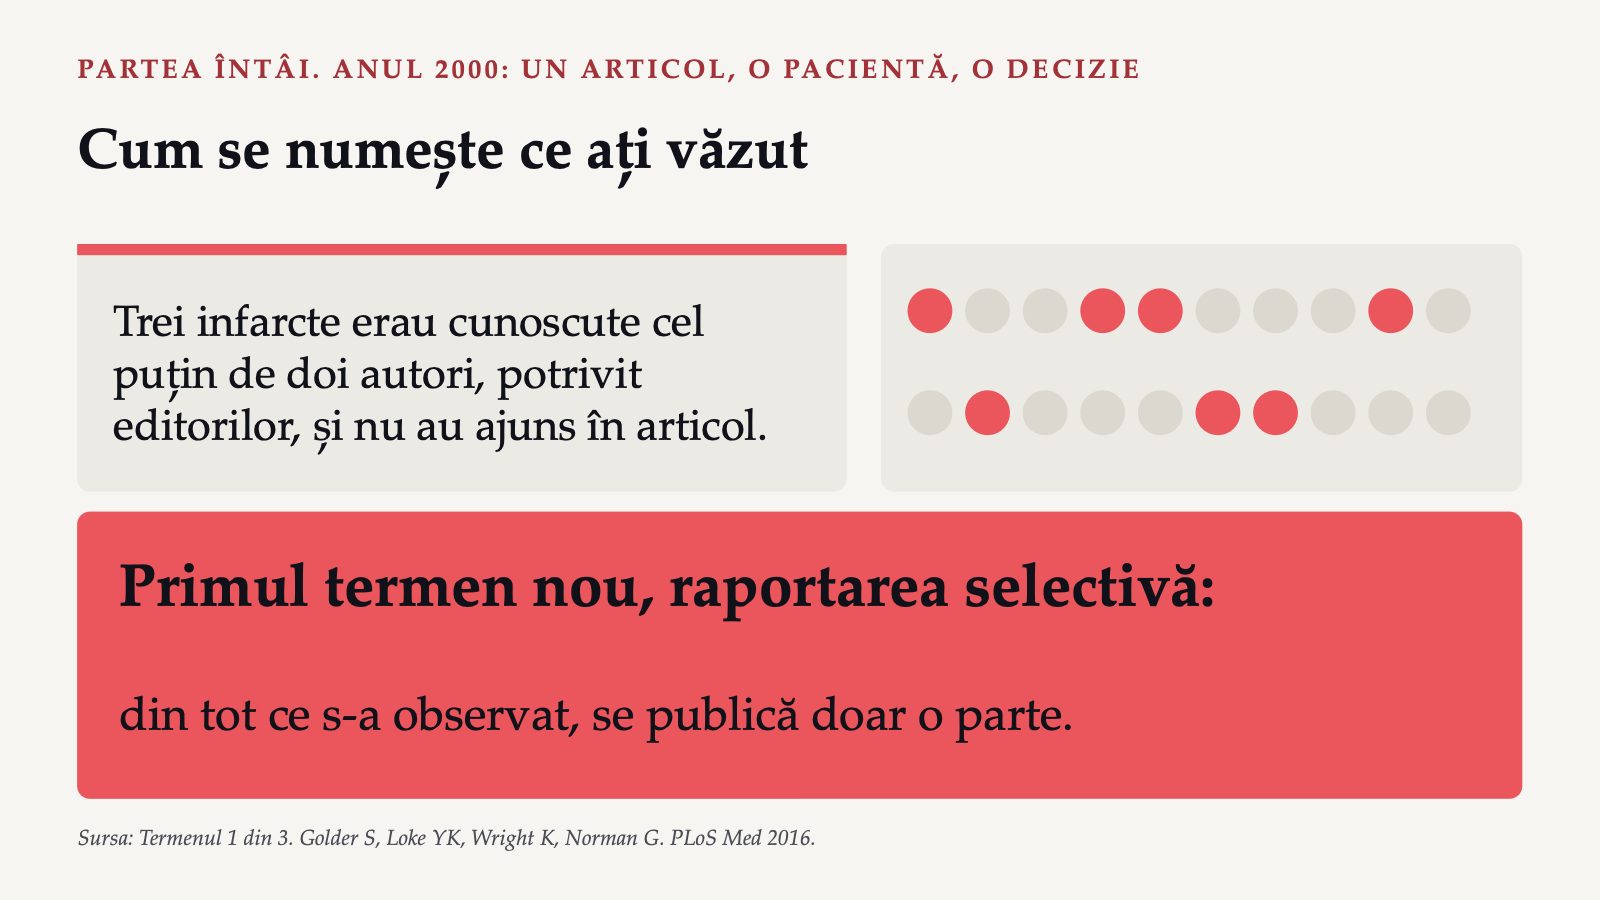 PARTEA ÎNTÂI. ANUL 2000: UN ARTICOL, O PACIENTĂ, O DECIZIE
Cum se numește ce ați văzut
Trei infarcte erau cunoscute cel
puțin de doi autori, potrivit
editorilor, și nu au ajuns în articol.
Primul termen nou, raportarea selectivă:
din tot ce s-a observat, se publică doar o parte.
Sursa: Termenul 1 din 3. Golder S, Loke YK, Wright K, Norman G. PLoS Med 2016.